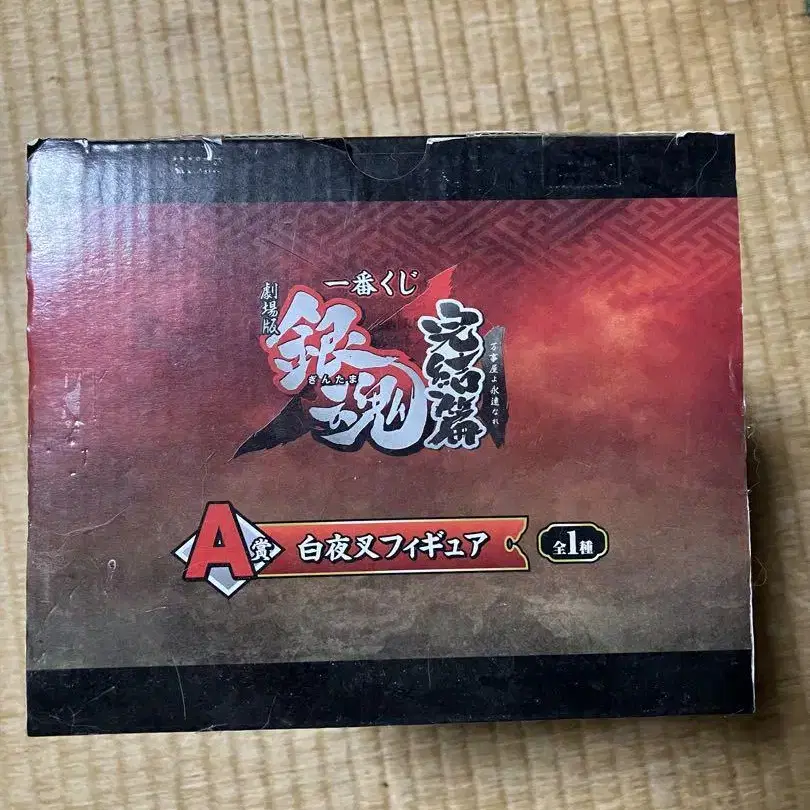 一番くじ
劇場版
銀魂
ぎんたま
完結篇
万事屋よ永遠なれ
A賞
白夜叉フィギュア
全1種